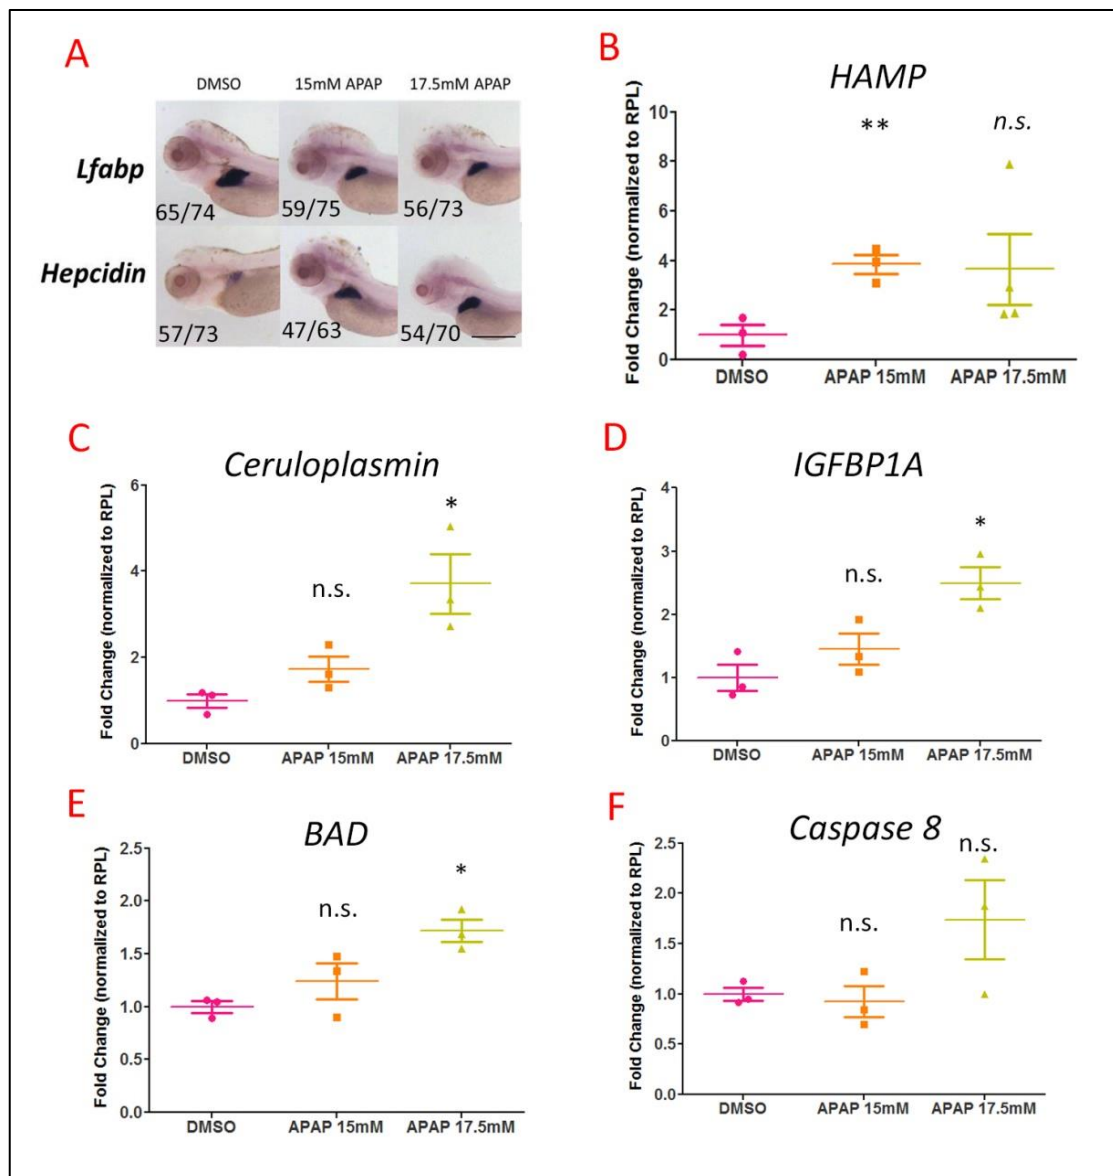 A
DMSO 15mM APAP 17.5mM APAP
Lfabp
65/74 59/75 56/73
Hepcidin
57/73 47/63 54/70
B
HAMP
Fold Change (normalized to RPL)
10
8
6
4
2
0
** n.s.
DMSO APAP 15mM APAP 17.5mM
C
Ceruloplasmin
Fold Change (normalized to RPL)
6
4
2
0
n.s. *
DMSO APAP 15mM APAP 17.5mM
D
IGFBP1A
Fold Change (normalized to RPL)
4
3
2
1
0
n.s. *
DMSO APAP 15mM APAP 17.5mM
E
BAD
Fold Change (normalized to RPL)
2.5
2.0
1.5
1.0
0.5
0.0
n.s. *
DMSO APAP 15mM APAP 17.5mM
F
Caspase 8
Fold Change (normalized to RPL)
2.5
2.0
1.5
1.0
0.5
0.0
n.s. n.s.
DMSO APAP 15mM APAP 17.5mM